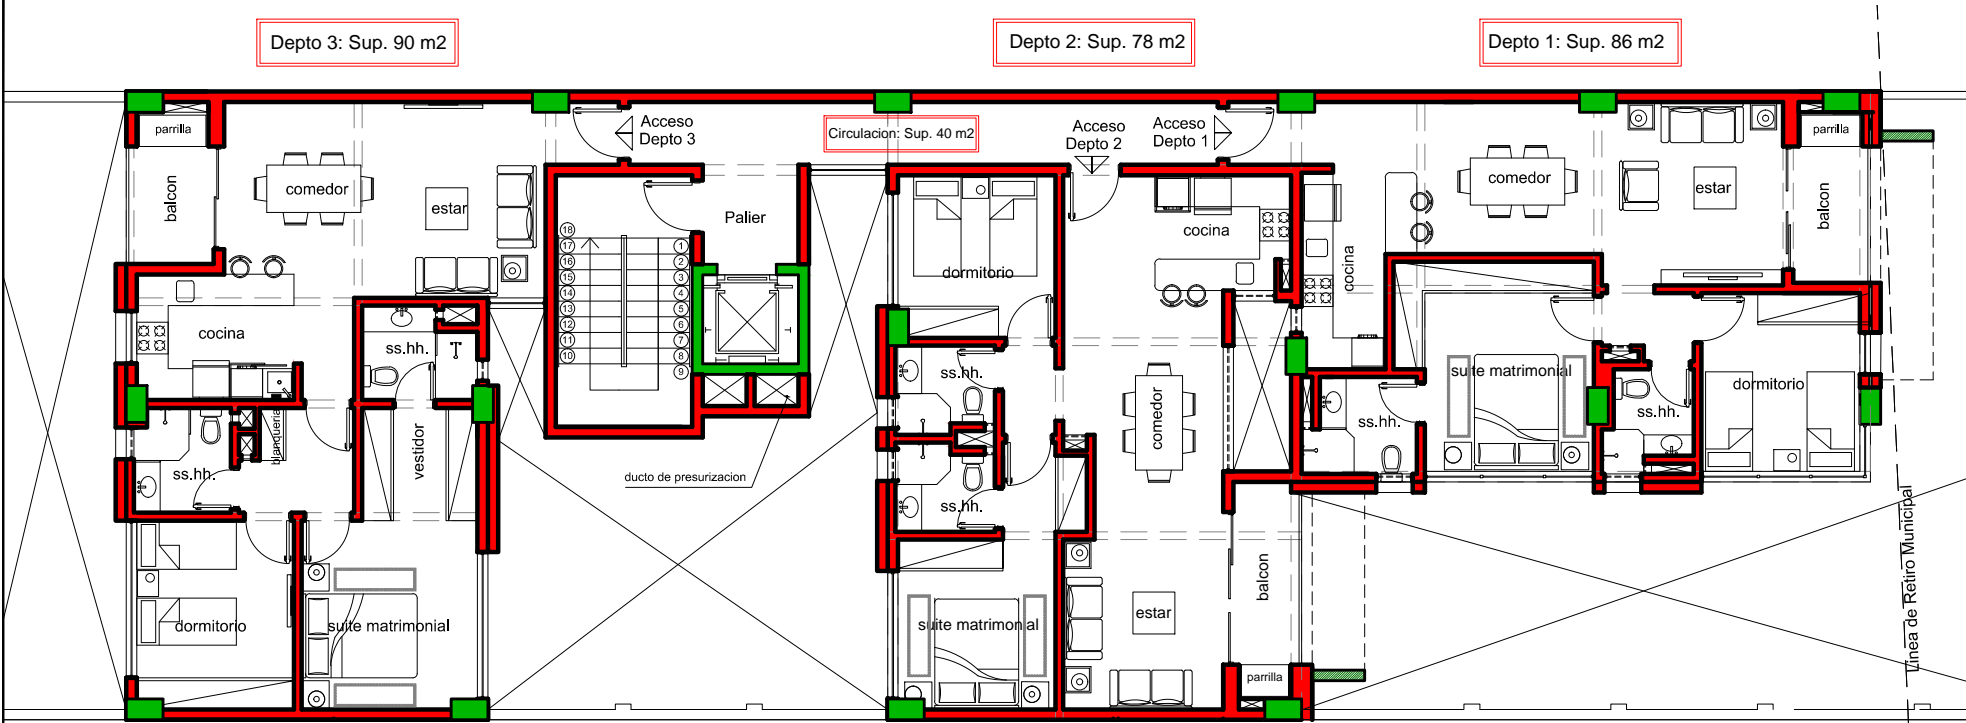 Depto 3: Sup. 90 m2
Depto 2: Sup. 78 m2
Depto 1: Sup. 86 m2
parrilla
balcon
comedor
estar
cocina
ss.hh.
blanqueria
vestidor
ss.hh.
dormitorio
suite matrimonial
Acceso
Depto 3
Circulacion: Sup. 40 m2
Palier
18
17
16
15
14
13
12
11
10
1
2
3
4
5
6
7
8
9
ducto de presurizacion
Acceso
Depto 2
Acceso
Depto 1
dormitorio
cocina
ss.hh.
comedor
ss.hh.
suite matrimonial
estar
balcon
parrilla
cocina
comedor
estar
parrilla
balcon
suite matrimonial
dormitorio
ss.hh.
ss.hh.
Linea de Retiro Municipal